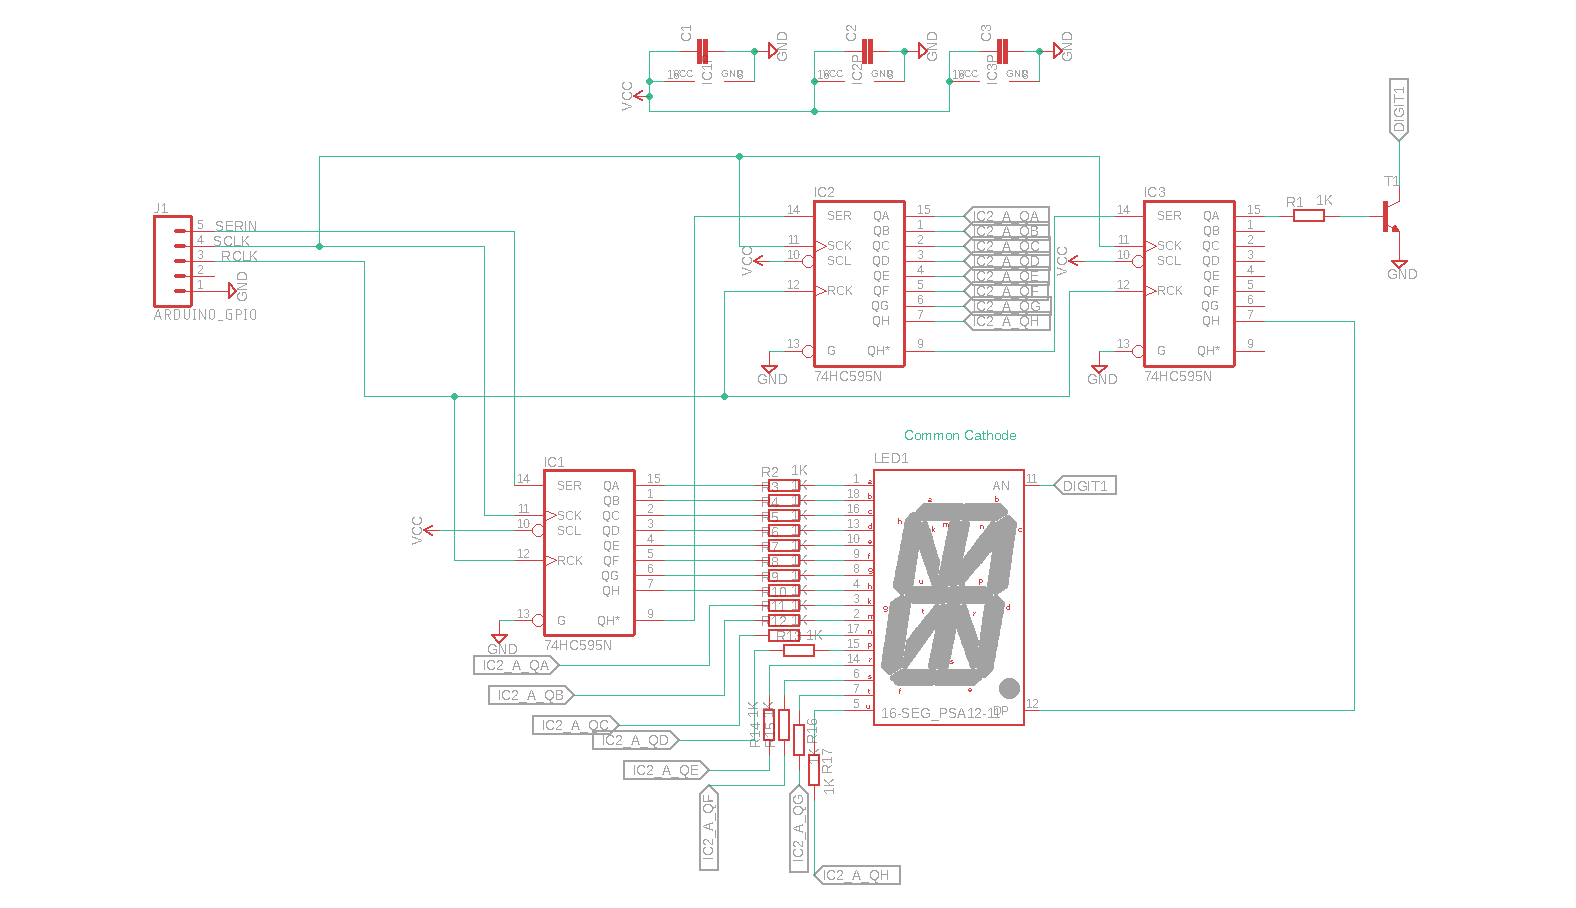 C1
C2
C3
GND
GND
GND
16 VCC
IC1P
GND 8
16 VCC
IC2P
GND 8
16 VCC
IC3P
GND 8
VCC
DIGIT1
J1
5 SERIN
4 SCLK
3 RCLK
2
1
GND
ARDUINO_GPIO
IC2
14 SER QA 15 IC2_A_QA
QB 1 IC2_A_QB
11 SCK QC 2 IC2_A_QC
VCC 10 SCL QD 3 IC2_A_QD
QE 4 IC2_A_QE
12 RCK QF 5 IC2_A_QF
QG 6 IC2_A_QG
QH 7 IC2_A_QH
13 G QH* 9
GND
74HC595N
IC3
14 SER QA 15
QB 1
11 SCK QC 2
VCC 10 SCL QD 3
QE 4
12 RCK QF 5
QG 6
QH 7
13 G QH* 9
GND
74HC595N
R1 1K
T1
GND
Common Cathode
IC1
14 SER QA 15
QB 1
11 SCK QC 2
VCC 10 SCL QD 3
QE 4
12 RCK QF 5
QG 6
QH 7
13 G QH* 9
GND
74HC595N
R2 1K
R3 1K
R4 1K
R5 1K
R6 1K
R7 1K
R8 1K
R9 1K
R10 1K
R11 1K
R12 1K
R13 1K
LED1
1 a
18 b
16 c
13 d
10 e
9 f
8 g
4 h
3 k
2 m
17 n
15 p
14 r
6 s
7 t
5 u
AN 11 DIGIT1
a b
h k m n c
u p
g t r d
s
f e
16-SEG_PSA12-11
DP 12
IC2_A_QA
IC2_A_QB
IC2_A_QC
IC2_A_QD
IC2_A_QE
IC2_A_QF
IC2_A_QG
IC2_A_QH
R14 1K
R15 1K
1K R16
1K R17